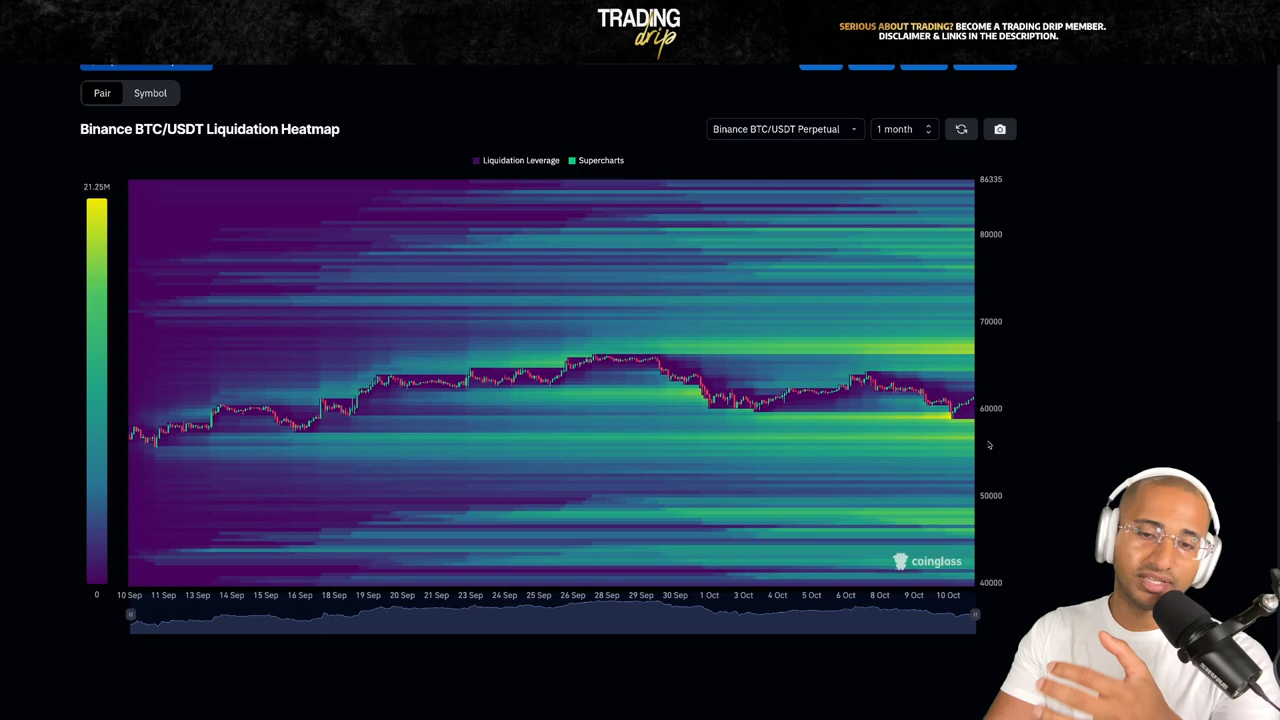 TRADING
drip
SERIOUS ABOUT TRADING? BECOME A TRADING DRIP MEMBER.
DISCLAIMER & LINKS IN THE DESCRIPTION.
Pair Symbol
Binance BTC/USDT Liquidation Heatmap
Binance BTC/USDT Perpetual
1 month
Liquidation Leverage Supercharts
21.25M
0
86335
80000
70000
60000
50000
40000
coinglass
10 Sep 11 Sep 13 Sep 14 Sep 15 Sep 16 Sep 18 Sep 19 Sep 20 Sep 21 Sep 23 Sep 24 Sep 25 Sep 26 Sep 28 Sep 29 Sep 30 Sep 1 Oct 3 Oct 4 Oct 5 Oct 6 Oct 8 Oct 9 Oct 10 Oct